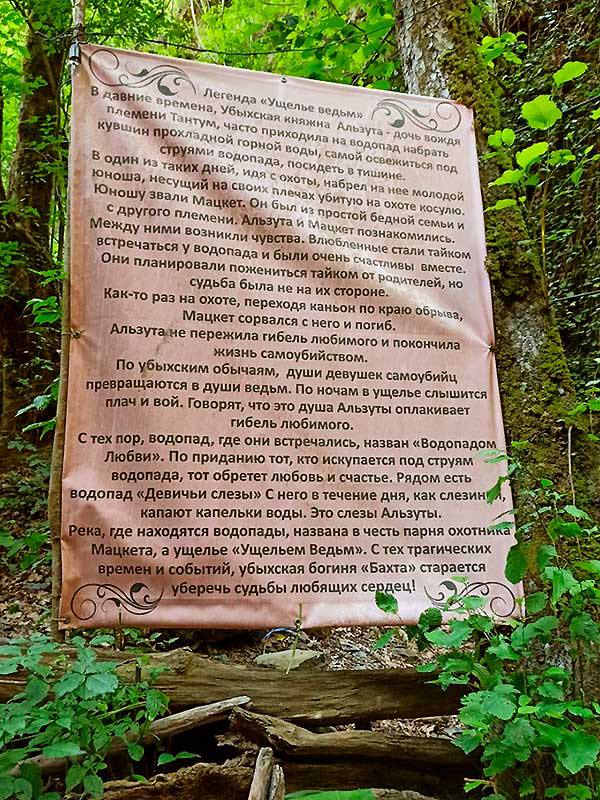 Легенда «Ущелье ведьм»
В давние времена, Убыхская княжна Альзута - дочь вождя
племени Тантум, часто приходила на водопад набрать
кувшин прохладной горной воды, самой освежиться под
струями водопада, посидеть в тишине.
В один из таких дней, идя с охоты, набрел на нее молодой
юноша, несущий на своих плечах убитую на охоте косулю.
Юношу звали Мацкет. Он был из простой бедной семьи и
с другого племени. Альзута и Мацкет познакомились.
Между ними возникли чувства. Влюбленные стали тайком
встречаться у водопада и были очень счастливы вместе.
Они планировали пожениться тайком от родителей, но
судьба была не на их стороне.
Как-то раз на охоте, переходя каньон по краю обрыва,
Мацкет сорвался с него и погиб.
Альзута не пережила гибель любимого и покончила
жизнь самоубийством.
По убыхским обычаям, души девушек самоубийц
превращаются в души ведьм. По ночам в ущелье слышится
плач и вой. Говорят, что это душа Альзуты оплакивает
гибель любимого.
С тех пор, водопад, где они встречались, назван «Водопадом
Любви». По приданию тот, кто искупается под струям
водопада, тот обретет любовь и счастье. Рядом есть
водопад «Девичьи слезы» С него в течение дня, как слезинки,
капают капельки воды. Это слезы Альзуты.
Река, где находятся водопады, названа в честь парня охотника
Мацкета, а ущелье «Ущельем Ведьм». С тех трагических
времен и событий, убыхская богиня «Бахта» старается
уберечь судьбы любящих сердец!